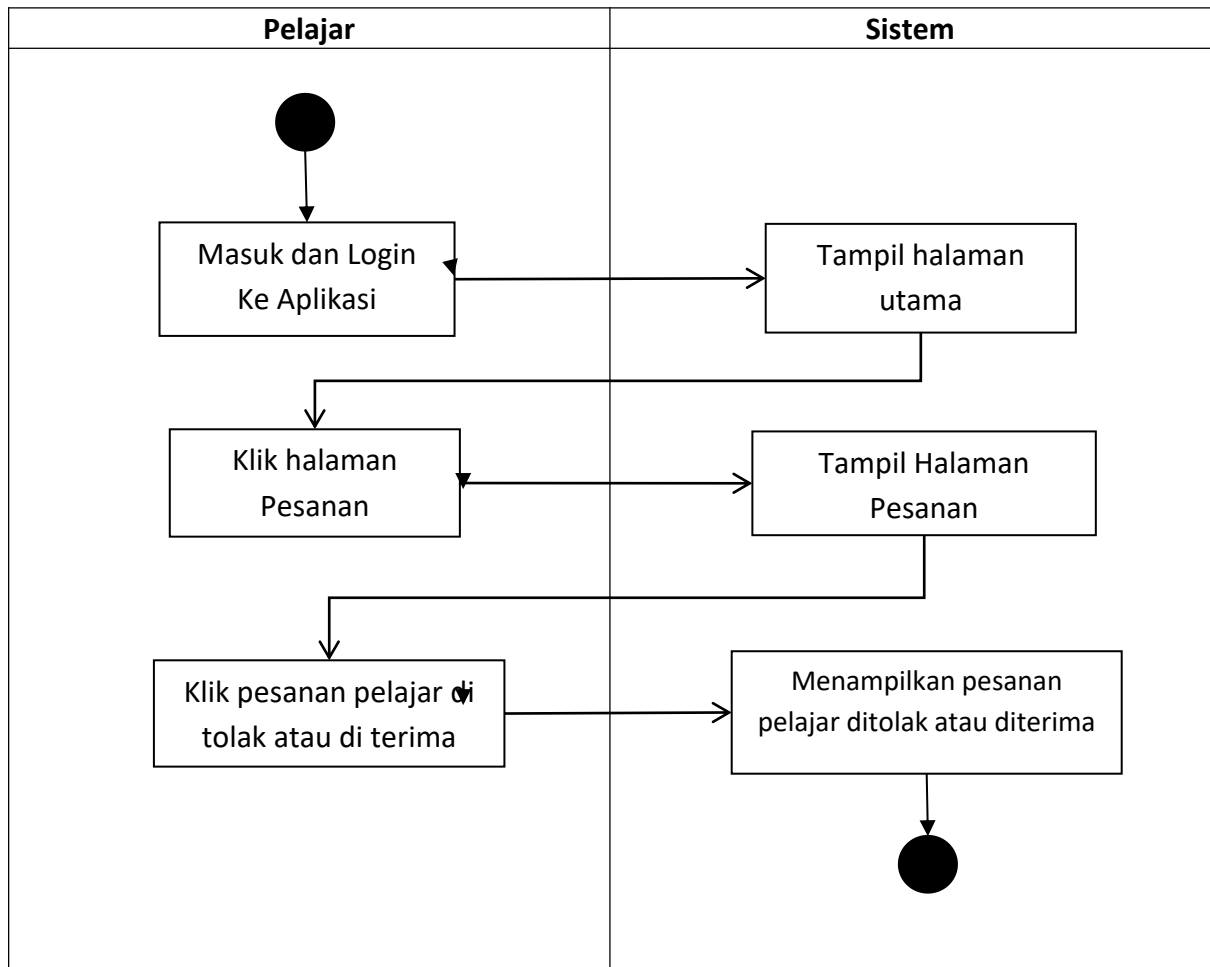 Pelajar
Sistem
Masuk dan Login
Ke Aplikasi
Tampil halaman
utama
Klik halaman
Pesanan
Tampil Halaman
Pesanan
Klik pesanan pelajar di
tolak atau di terima
Menampilkan pesanan
pelajar ditolak atau diterima